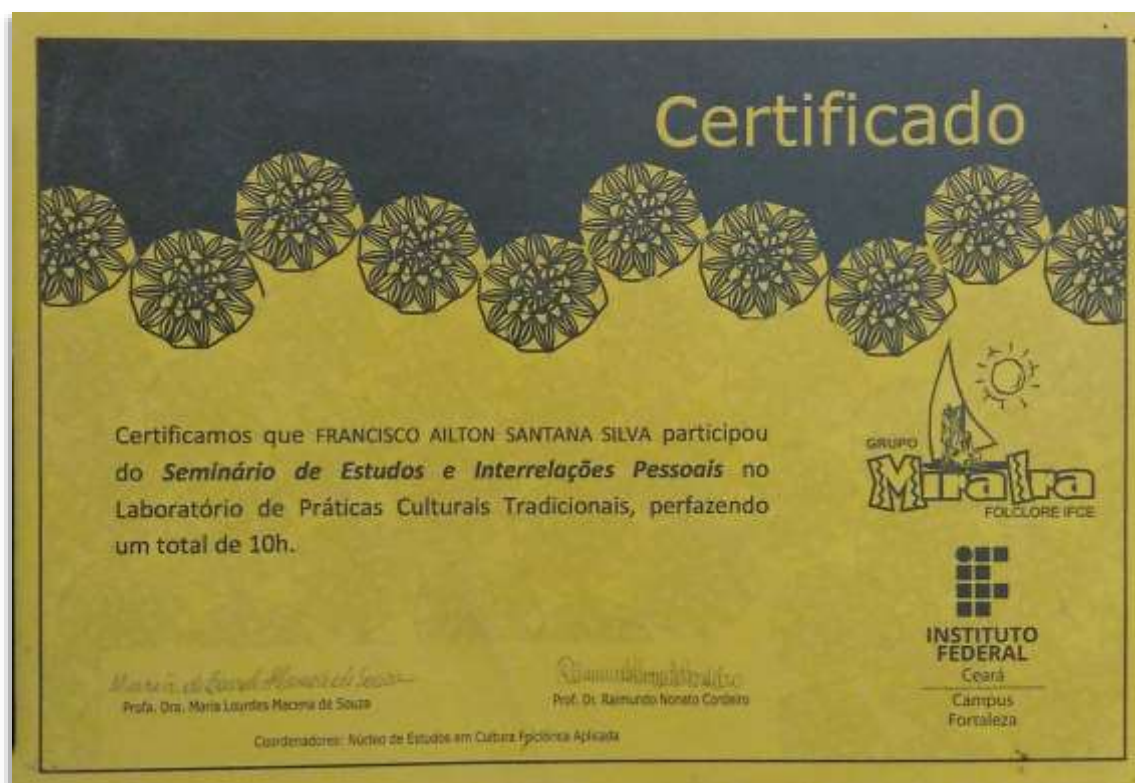 Certificado
Certificamos que FRANCISCO AILTON SANTANA SILVA participou
do Seminário de Estudos e Interrelações Pessoais no
Laboratório de Práticas Culturais Tradicionais, perfazendo
um total de 10h.
GRUPO
Mira Ira
FOLCLORE IFCE
INSTITUTO
FEDERAL
Ceará
Campus
Fortaleza
Profa. Dra. Maria Lourdes Macena de Souza
Prof. Dr. Raimundo Nonato Cordeiro
Coordenadores: Núcleo de Estudos em Cultura Folclórica Aplicada